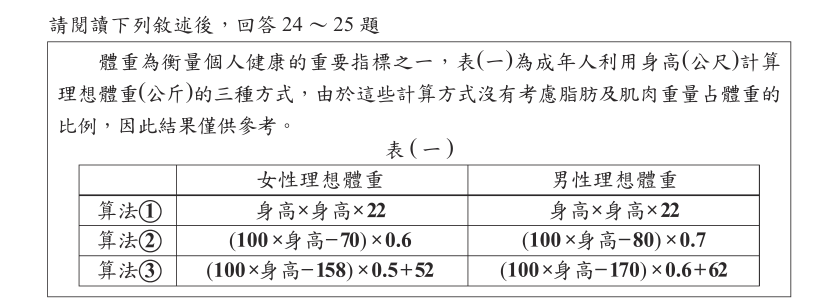 請閱讀下列敘述後，回答 24 ～ 25 題
體重為衡量個人健康的重要指標之一，表(一)為成年人利用身高(公尺)計算
理想體重(公斤)的三種方式，由於這些計算方式沒有考慮脂肪及肌肉重量占體重的
比例，因此結果僅供參考。
表(一)
女性理想體重 男性理想體重
算法① 身高×身高×22 身高×身高×22
算法② (100×身高−70)×0.6 (100×身高−80)×0.7
算法③ (100×身高−158)×0.5+52 (100×身高−170)×0.6+62